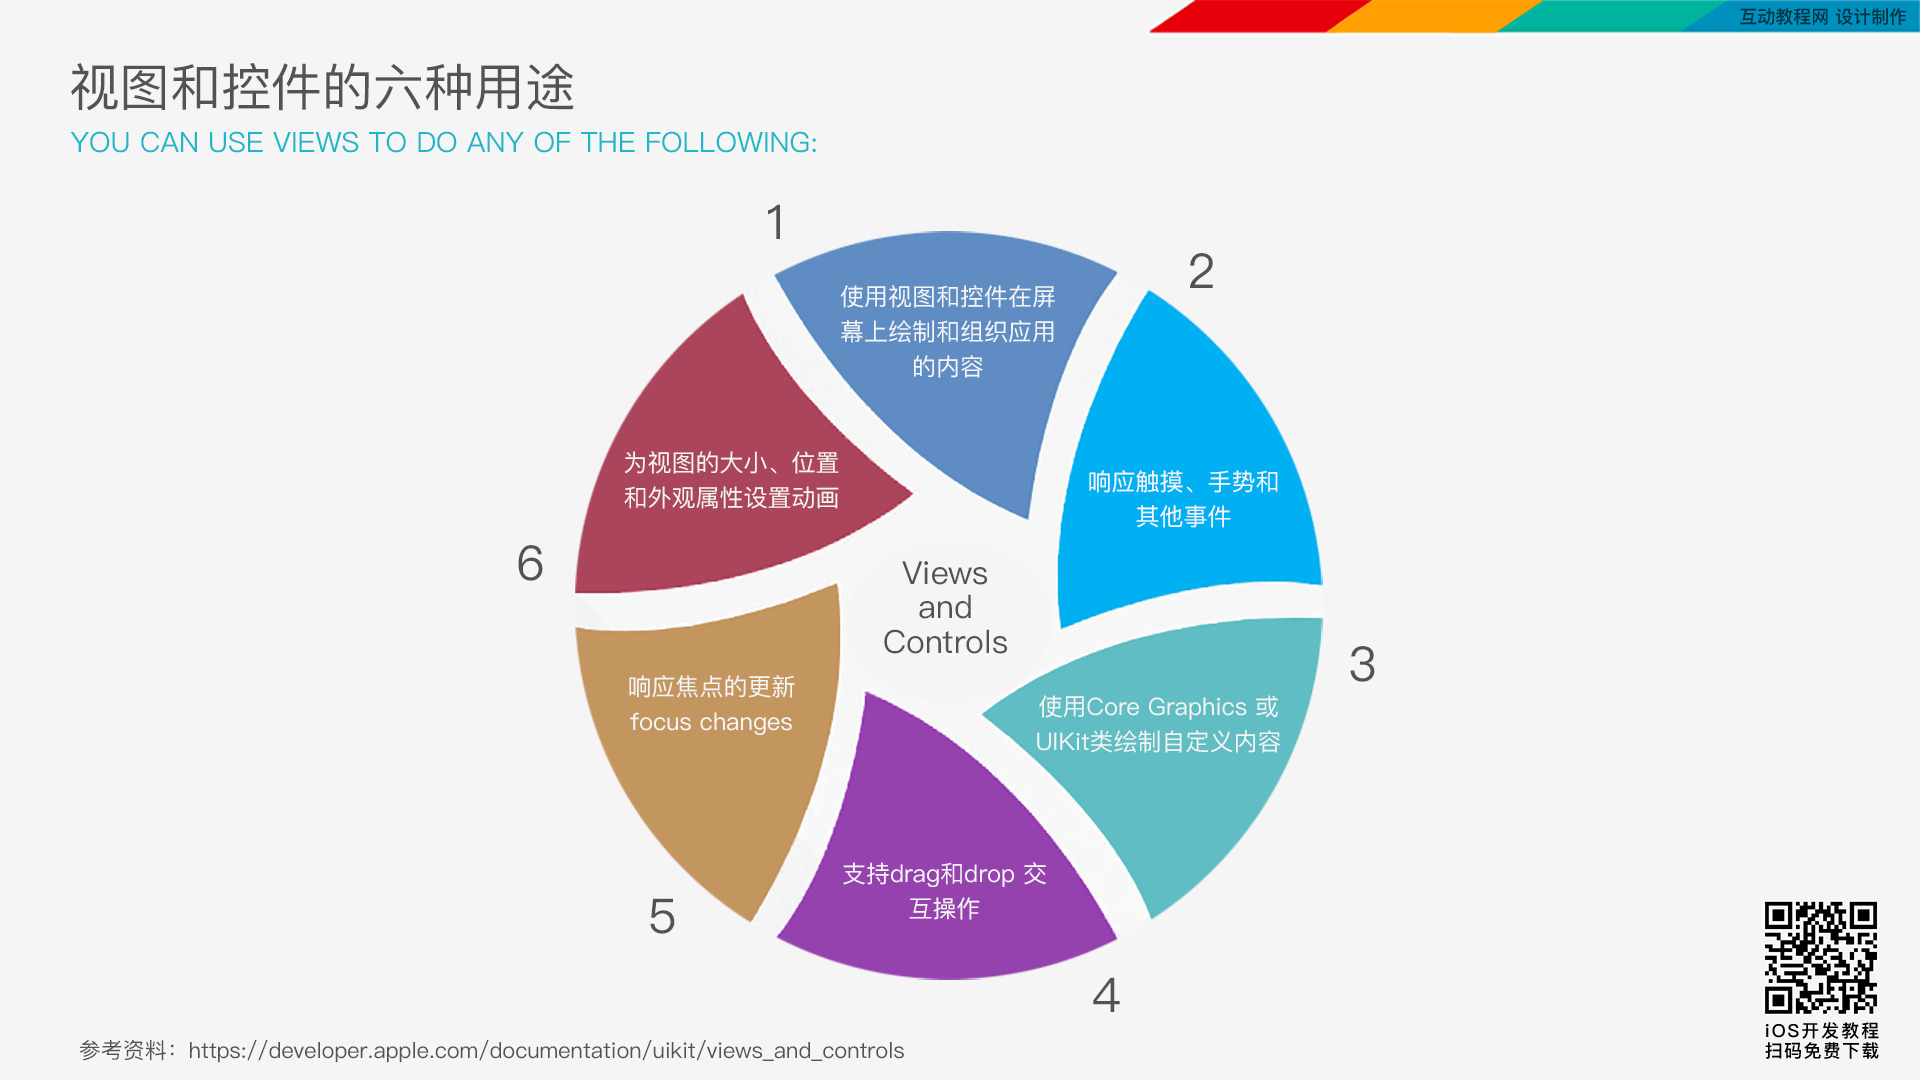 互动教程网 设计制作
视图和控件的六种用途
YOU CAN USE VIEWS TO DO ANY OF THE FOLLOWING:
1
使用视图和控件在屏
幕上绘制和组织应用
的内容
2
响应触摸、手势和
其他事件
3
使用Core Graphics 或
UIKit类绘制自定义内容
4
支持drag和drop 交
互操作
5
响应焦点的更新
focus changes
6
为视图的大小、位置
和外观属性设置动画
Views
and
Controls
参考资料：https://developer.apple.com/documentation/uikit/views_and_controls
iOS开发教程
扫码免费下载